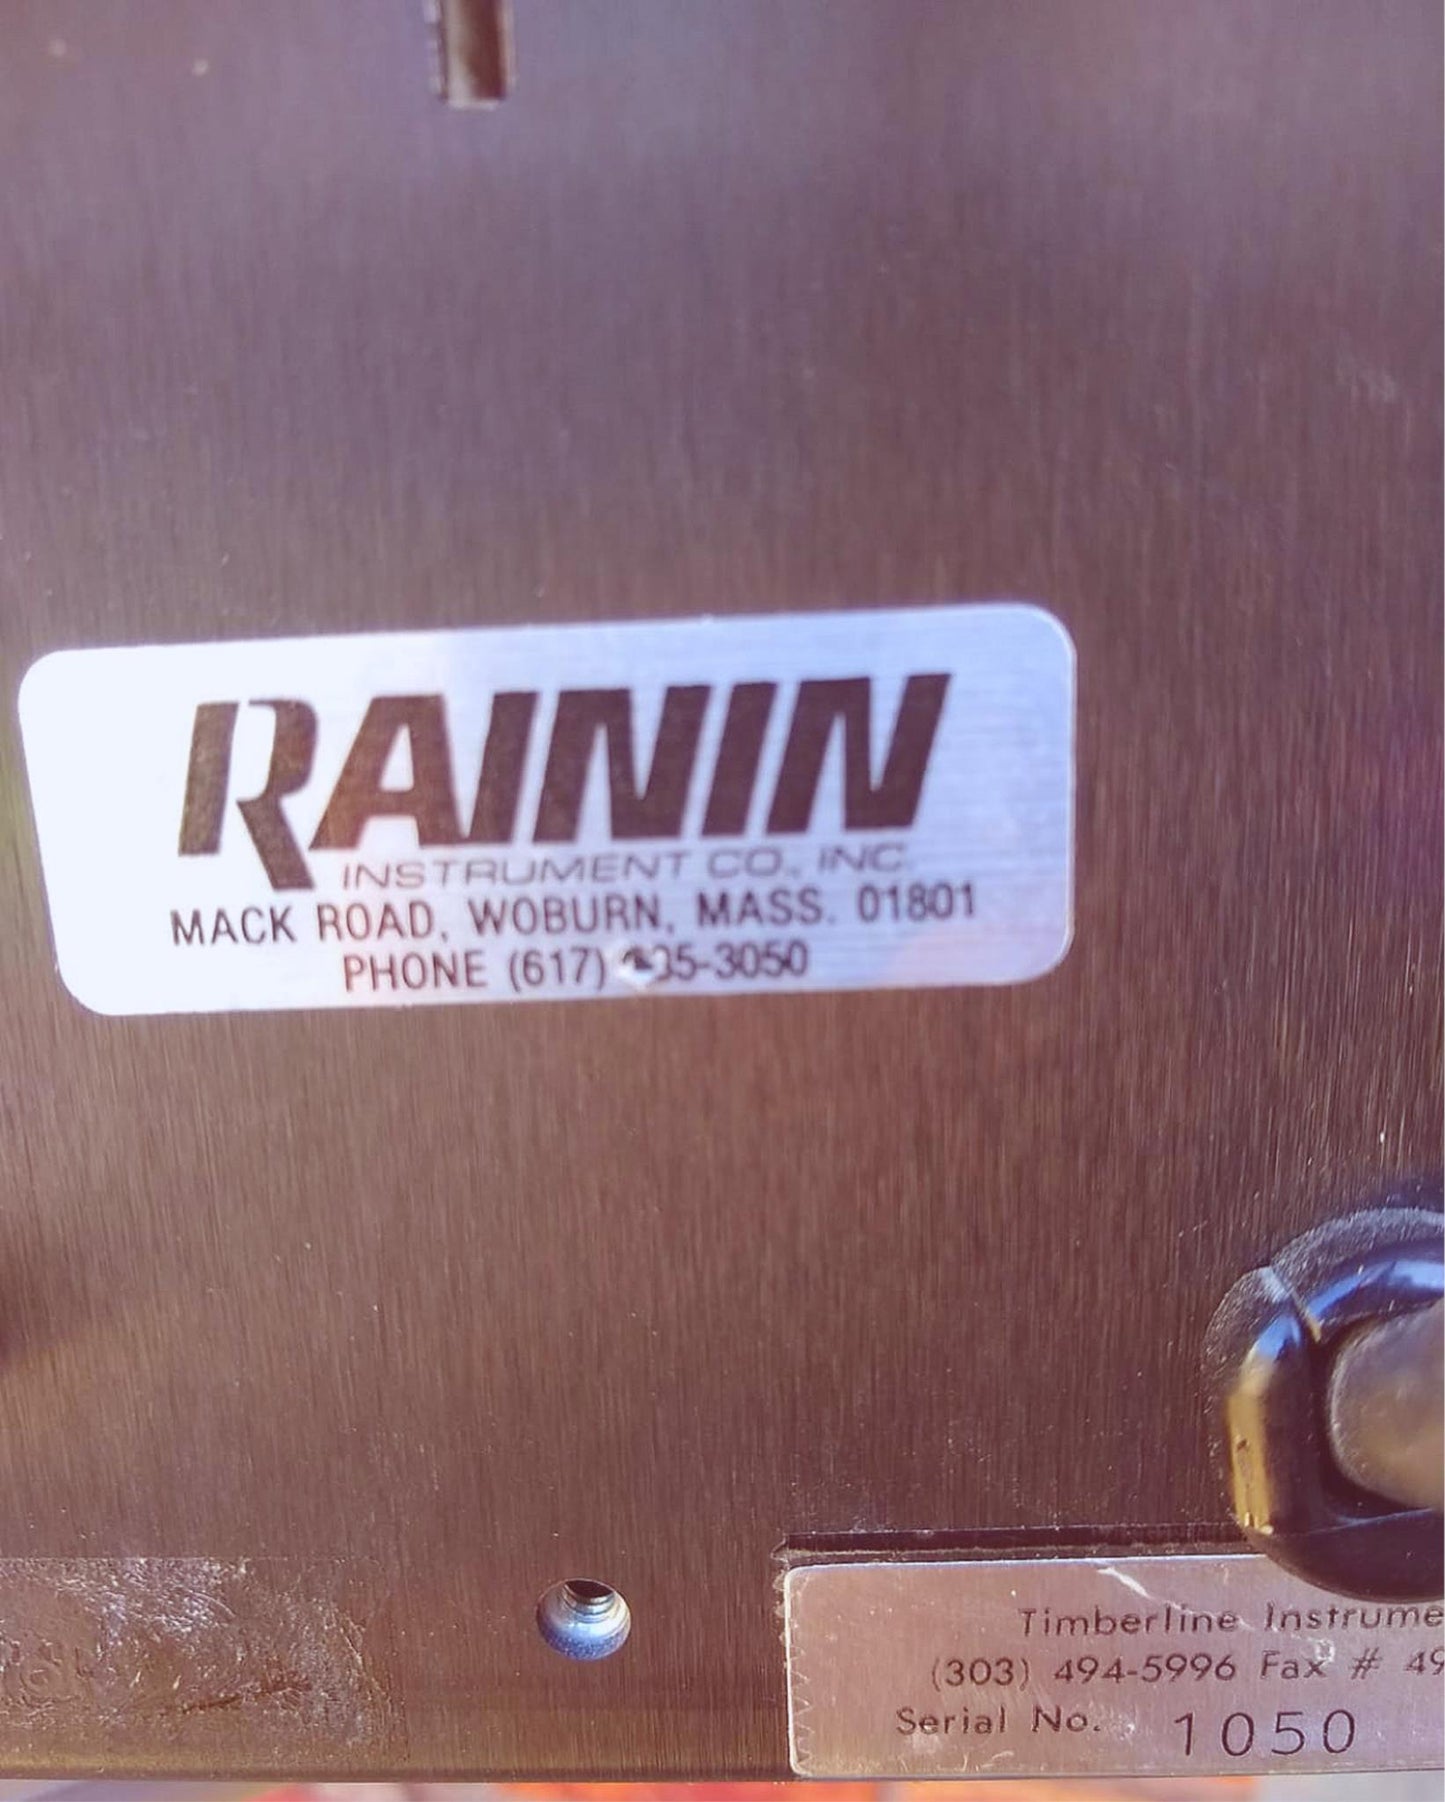 RAININ
INSTRUMENT CO., INC.
MACK ROAD, WOBURN, MASS. 01801
PHONE (617)
Timberline
(303) 494-5996 Fax #
Serial No. 1050